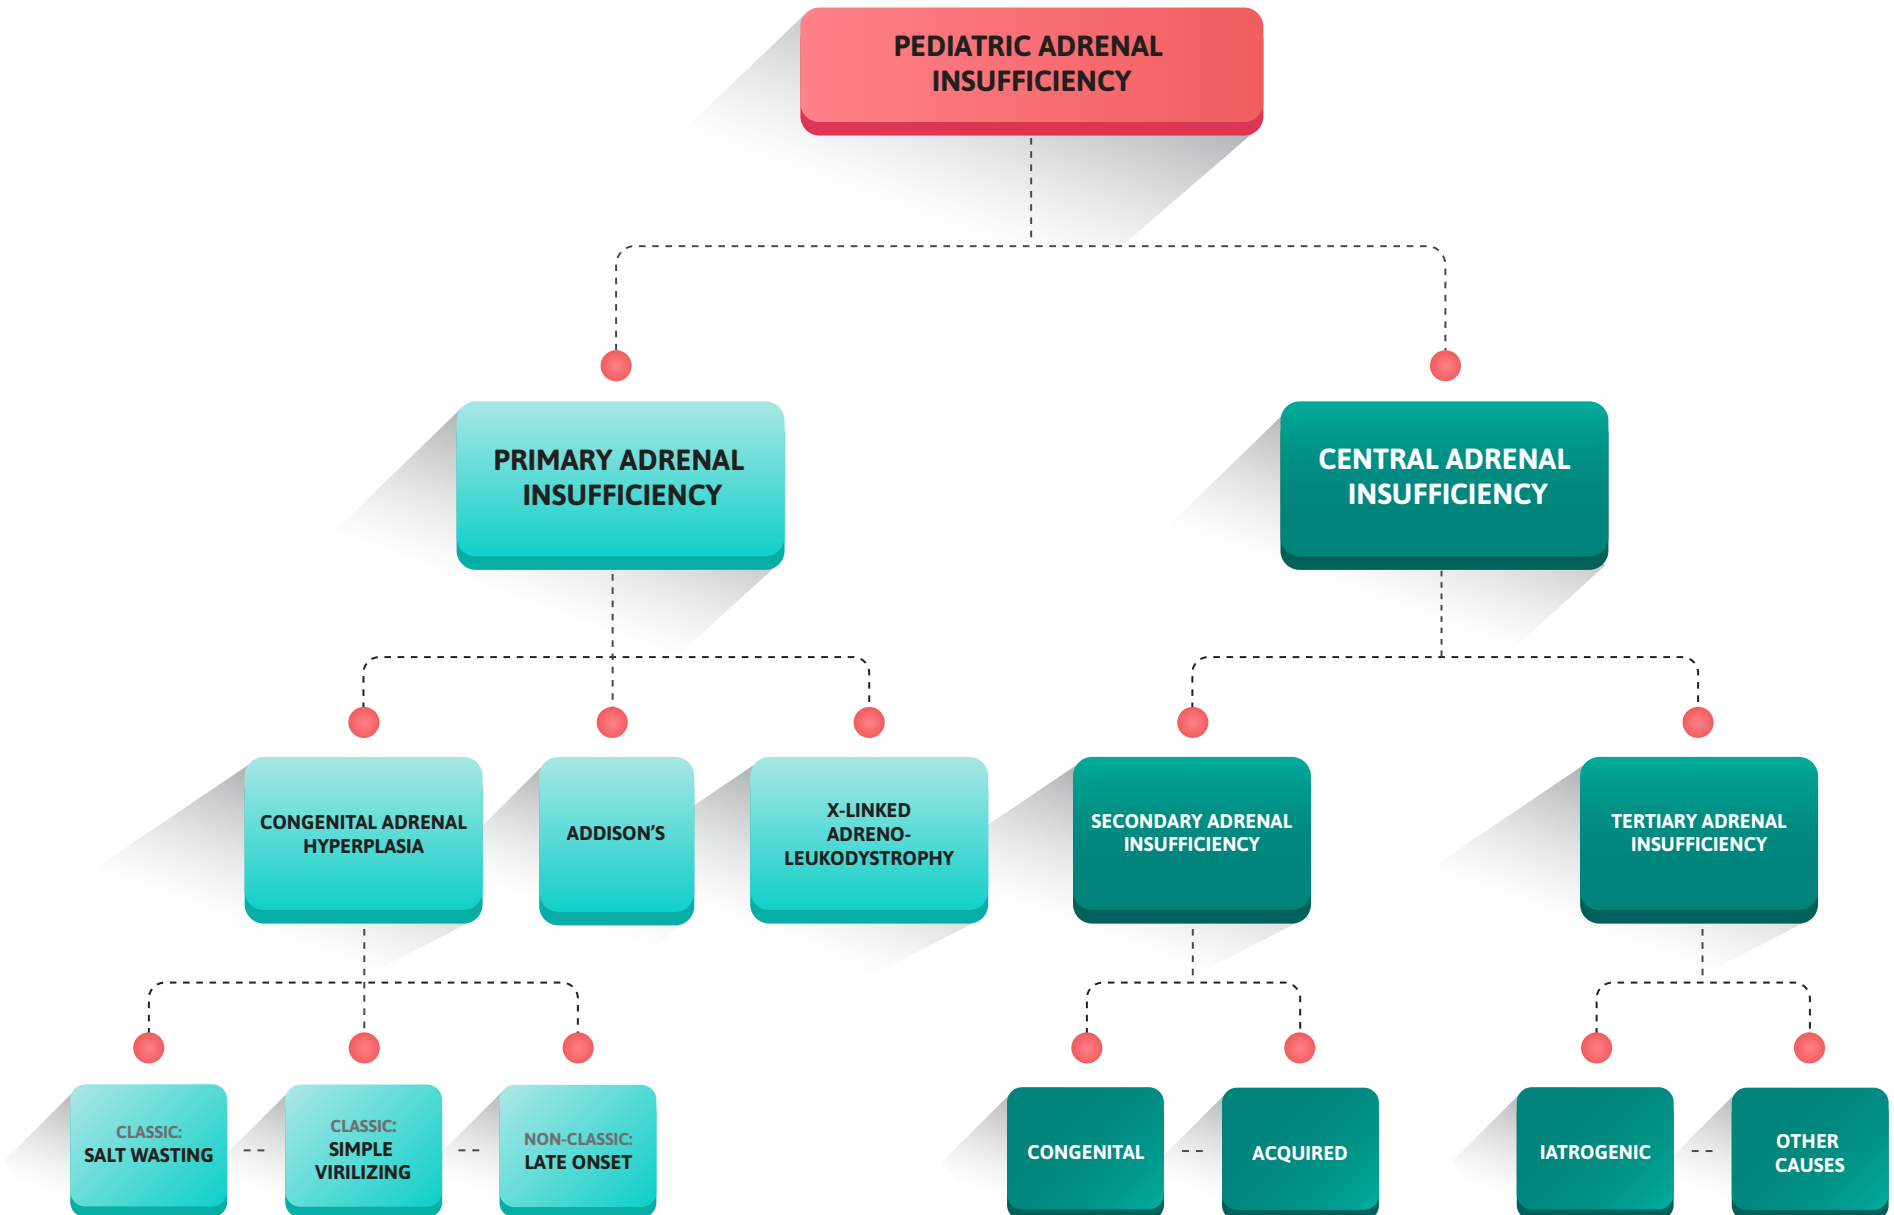 PEDIATRIC ADRENAL
INSUFFICIENCY
PRIMARY ADRENAL
INSUFFICIENCY
CENTRAL ADRENAL
INSUFFICIENCY
CONGENITAL ADRENAL
HYPERPLASIA
ADDISON'S
X-LINKED
ADRENO-
LEUKODYSTROPHY
SECONDARY ADRENAL
INSUFFICIENCY
TERTIARY ADRENAL
INSUFFICIENCY
CLASSIC:
SALT WASTING
CLASSIC:
SIMPLE
VIRILIZING
NON-CLASSIC:
LATE ONSET
CONGENITAL
ACQUIRED
IATROGENIC
OTHER
CAUSES